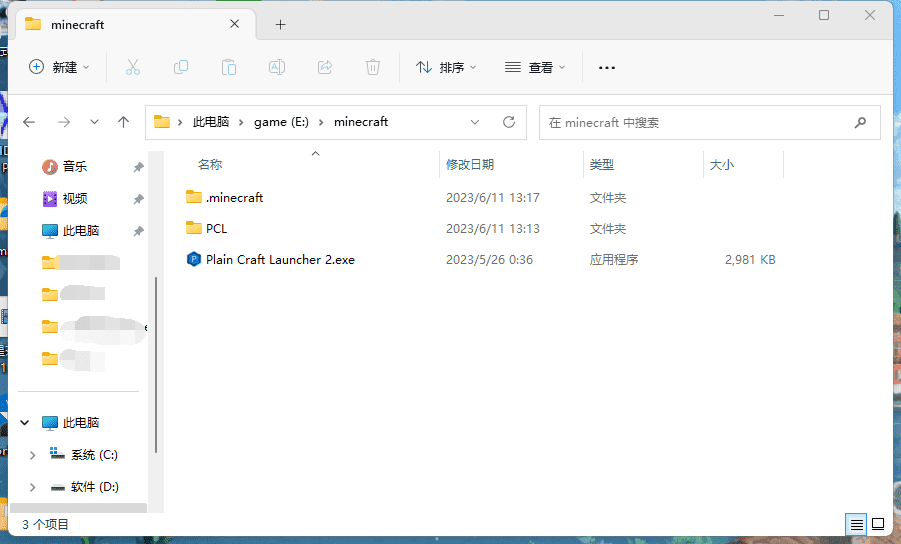 minecraft
新建
排序
查看
此电脑 game (E:) minecraft
在 minecraft 中搜索
音乐
视频
此电脑
此电脑
系统 (C:)
软件 (D:)
名称 修改日期 类型 大小
.minecraft 2023/6/11 13:17 文件夹
PCL 2023/6/11 13:13 文件夹
Plain Craft Launcher 2.exe 2023/5/26 0:36 应用程序 2,981 KB
3 个项目